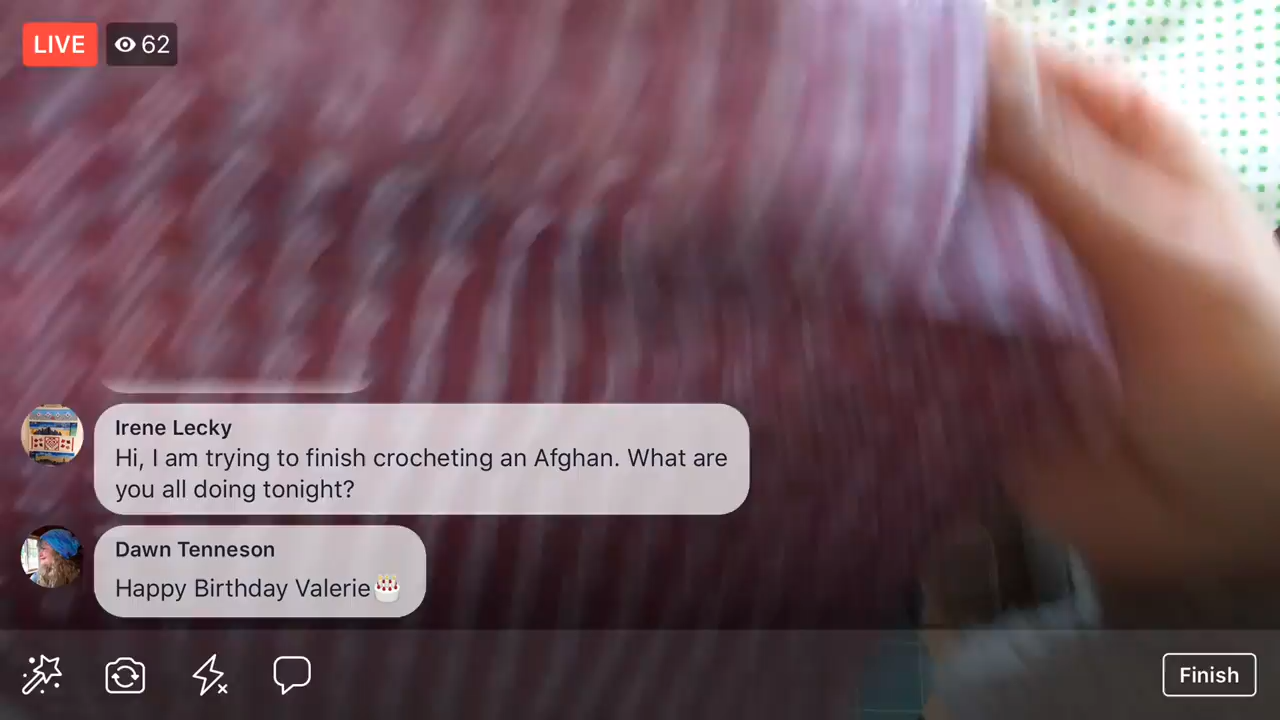 LIVE 62
Irene Lecky
Hi, I am trying to finish crocheting an Afghan. What are
you all doing tonight?
Dawn Tenneson
Happy Birthday Valerie🎂
Finish